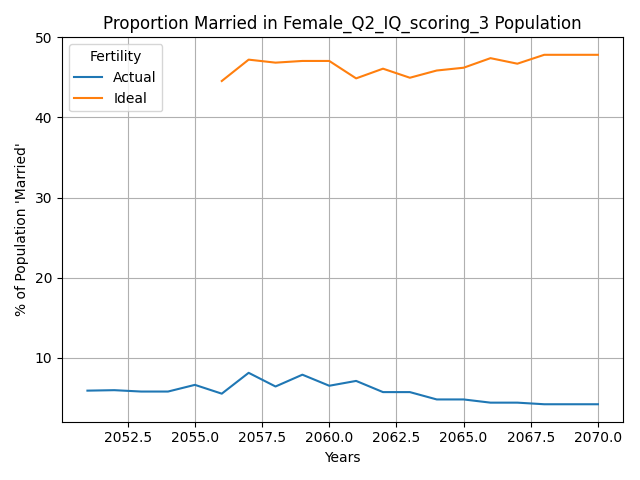 Proportion Married in Female_Q2_IQ_scoring_3 Population
% of Population 'Married'
50
40
30
20
10
Fertility
Actual
Ideal
2052.5 2055.0 2057.5 2060.0 2062.5 2065.0 2067.5 2070.0
Years